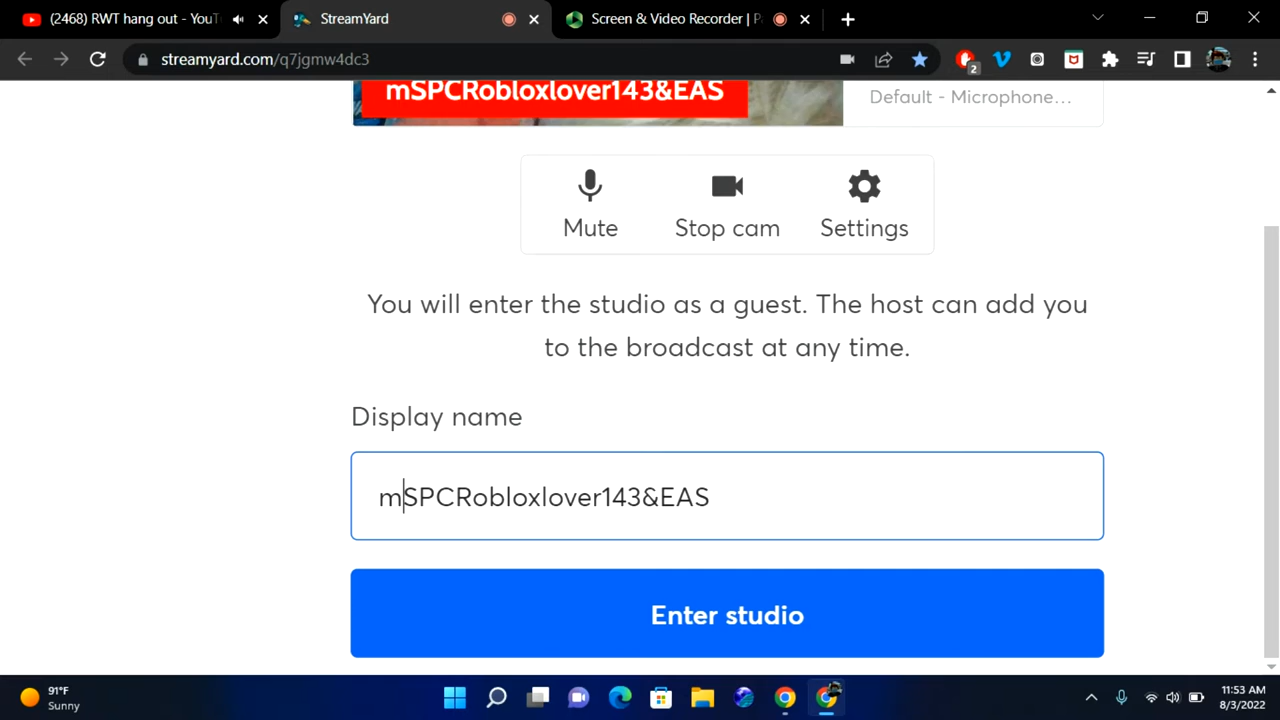 (2468) RWT hang out - YouT
StreamYard
Screen & Video Recorder | P
streamyard.com/q7jgmw4dc3
2
mSPCRobloxlover143&EAS
Default - Microphone...
Mute
Stop cam
Settings
You will enter the studio as a guest. The host can add you
to the broadcast at any time.
Display name
mSPCRobloxlover143&EAS
Enter studio
91°F
Sunny
11:53 AM
8/3/2022